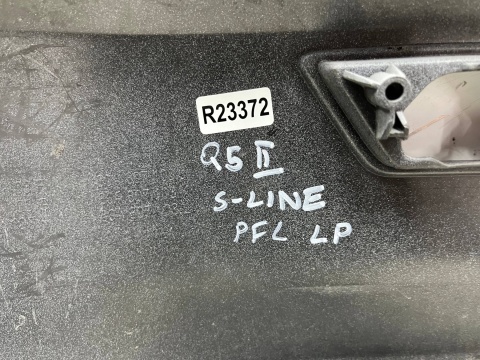 R23372
Q5 II
S-LINE
PFL LP